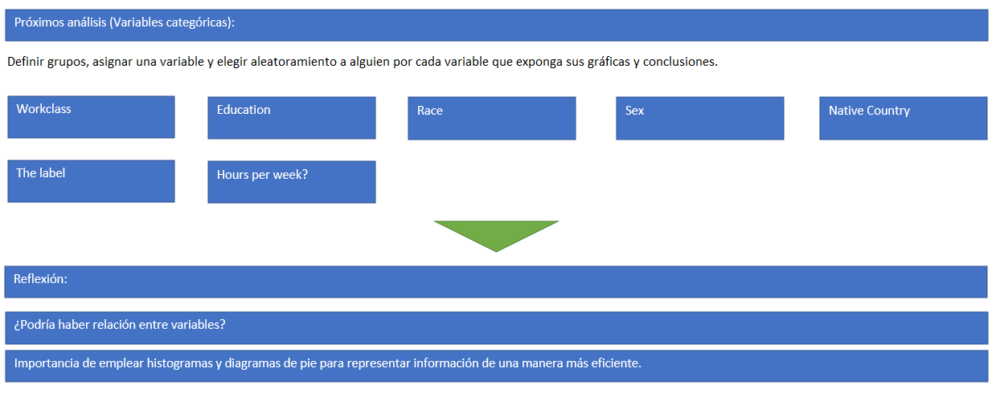 Próximos análisis (Variables categóricas):
Definir grupos, asignar una variable y elegir aleatoramiento a alguien por cada variable que exponga sus gráficas y conclusiones.
Workclass
Education
Race
Sex
Native Country
The label
Hours per week?
Reflexión:
¿Podría haber relación entre variables?
Importancia de emplear histogramas y diagramas de pie para representar información de una manera más eficiente.